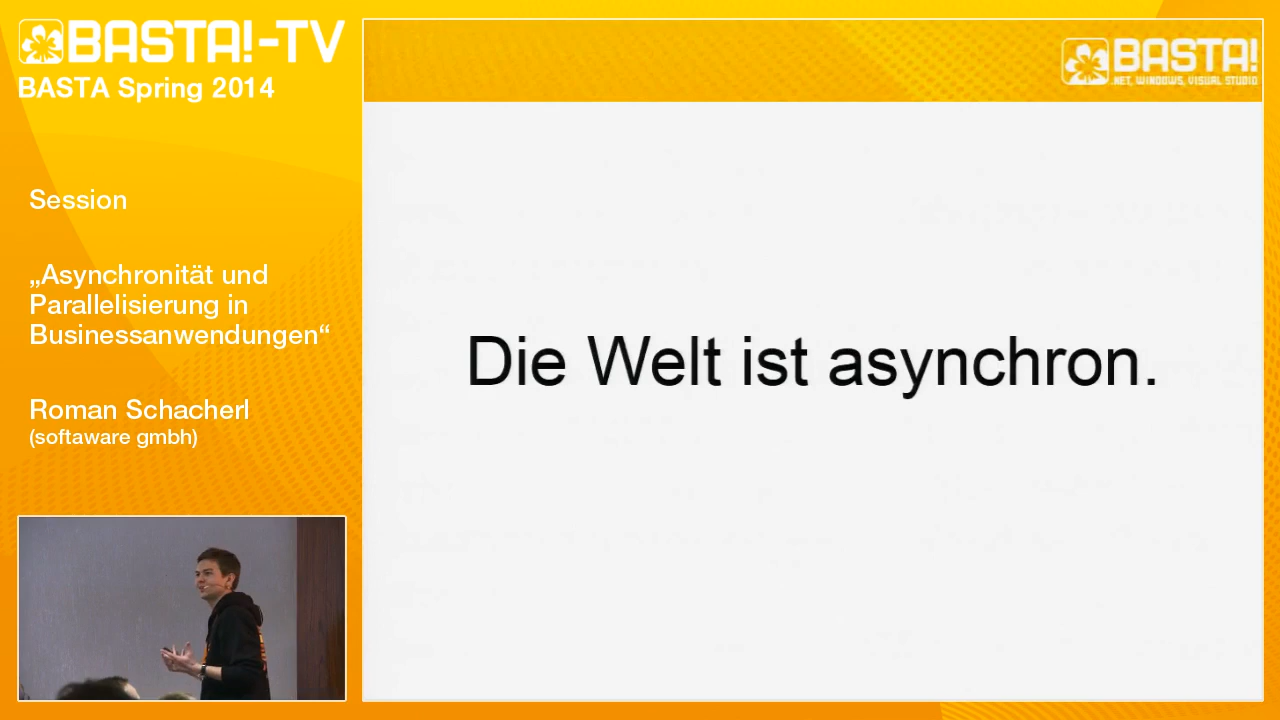 BASTA!-TV
BASTA Spring 2014
Session
„Asynchronität und
Parallelisierung in
Businessanwendungen“
Roman Schacherl
(softaware gmbh)
BASTA!
.NET, WINDOWS, VISUAL STUDIO
Die Welt ist asynchron.